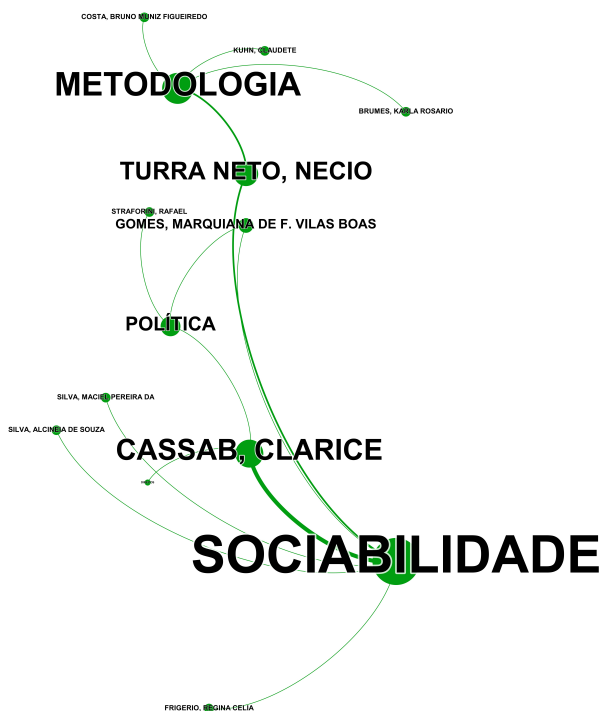 COSTA, BRUNO MUNIZ FIGUEIREDO
KUHN, CLAUDETE
METODOLOGIA
BRUMES, KARLA ROSARIO
TURRA NETO, NECIO
STRAFORINI, RAFAEL
GOMES, MARQUIANA DE F. VILAS BOAS
POLÍTICA
SILVA, MACIEL PEREIRA DA
SILVA, ALCINEIA DE SOUZA
CASSAB, CLARICE
SOCIABILIDADE
FRIGERIO, REGINA CELIA